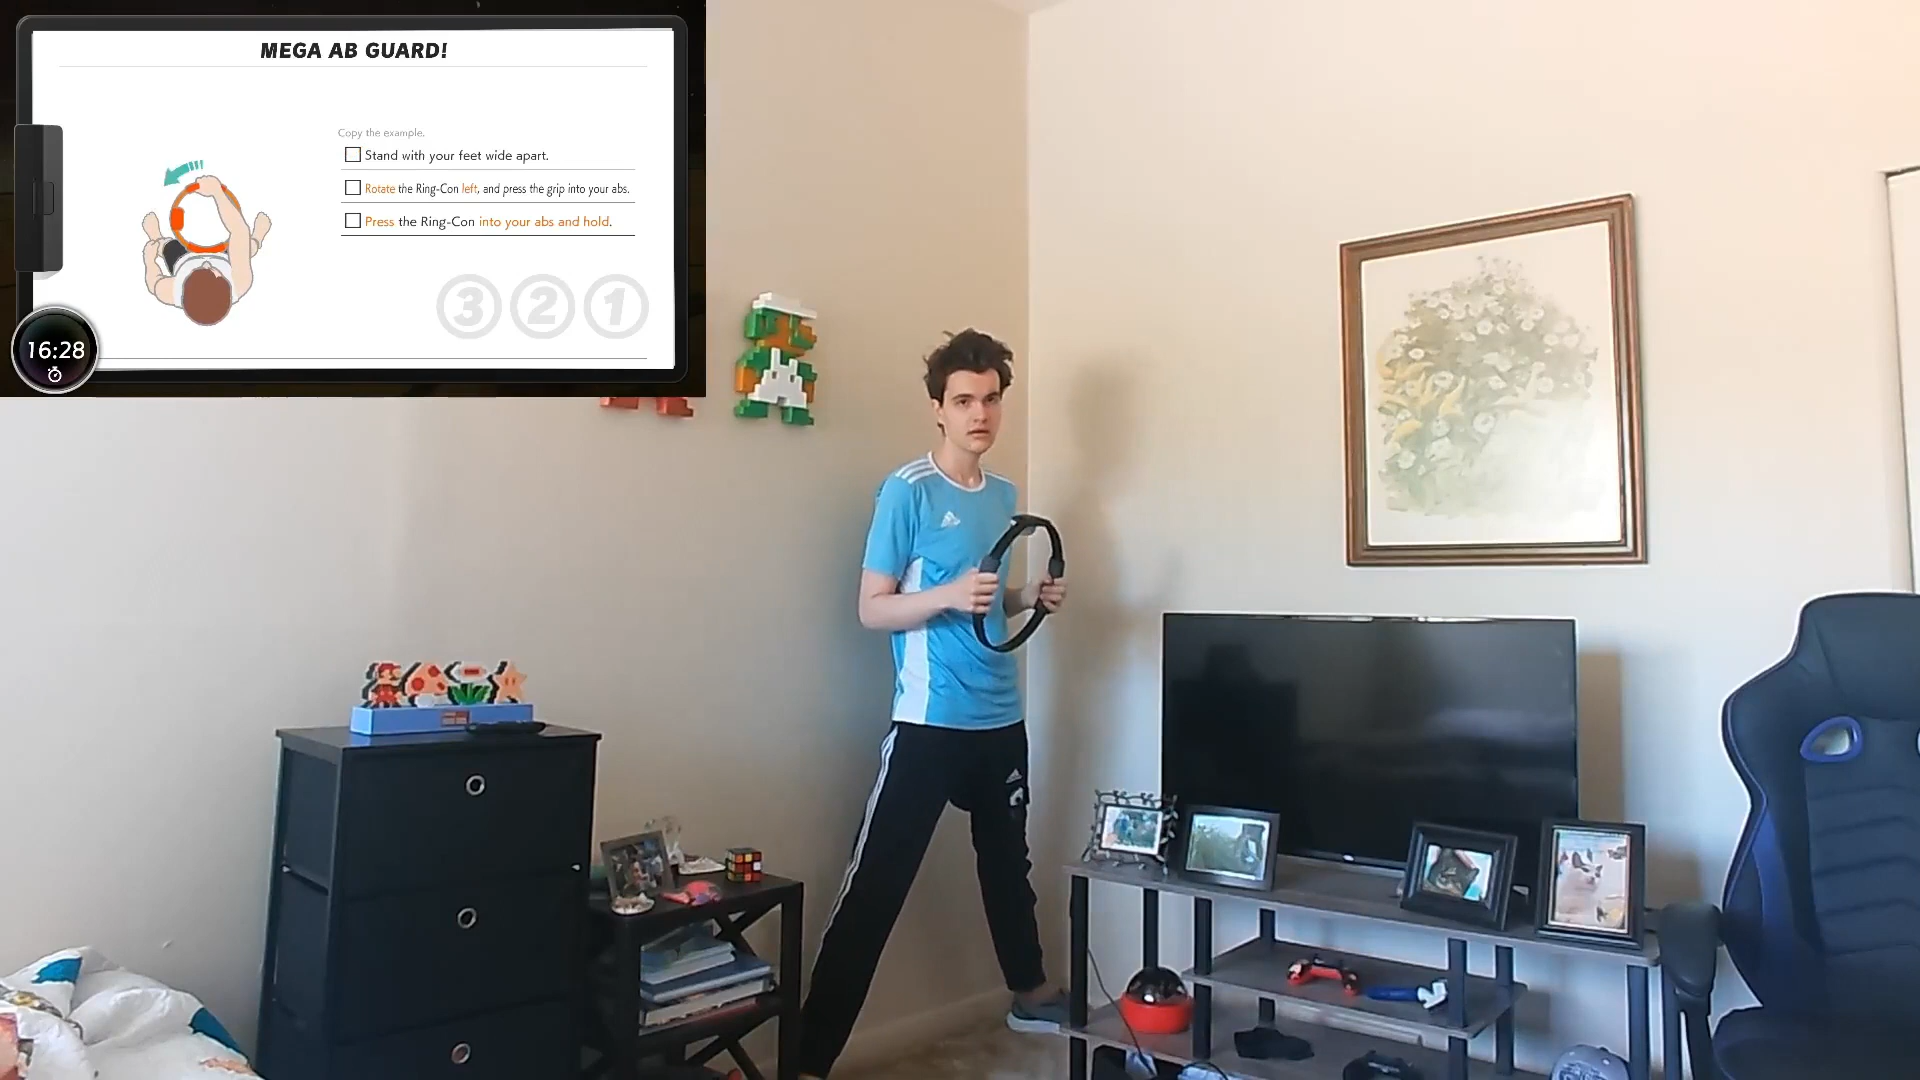 MEGA AB GUARD!
Copy the example.
Stand with your feet wide apart.
Rotate the Ring-Con left, and press the grip into your abs.
Press the Ring-Con into your abs and hold.
3 2 1
16:28